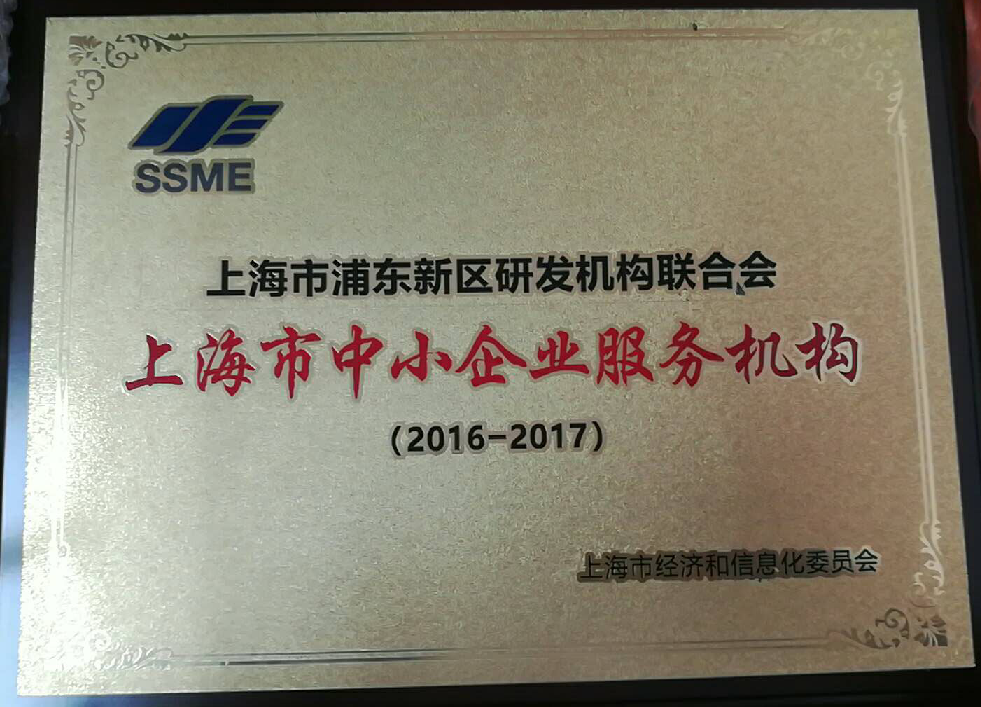 SSME
上海市浦东新区研发机构联合会
上海市中小企业服务机构
(2016-2017)
上海市经济和信息化委员会